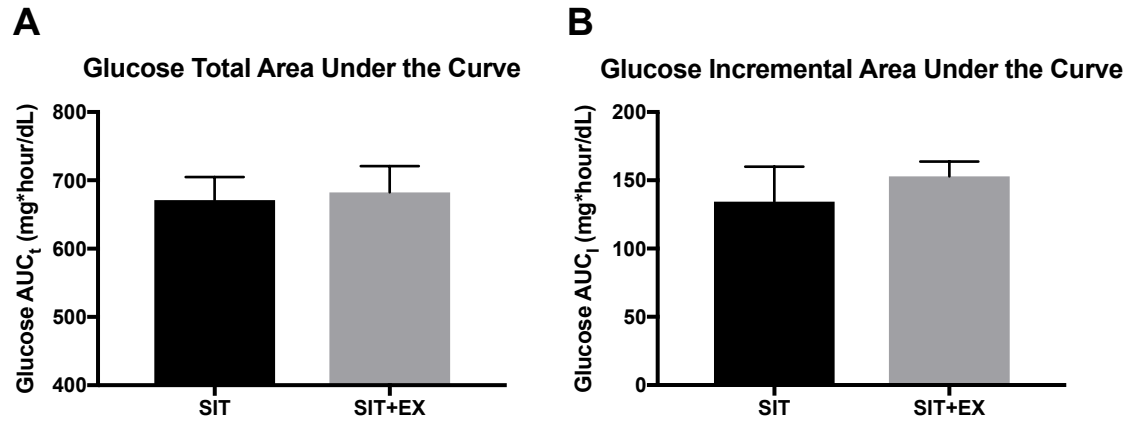 A
Glucose Total Area Under the Curve
Glucose AUCt (mg*hour/dL)
800
700
600
500
400
SIT
SIT+EX
B
Glucose Incremental Area Under the Curve
Glucose AUCI (mg*hour/dL)
200
150
100
50
0
SIT
SIT+EX